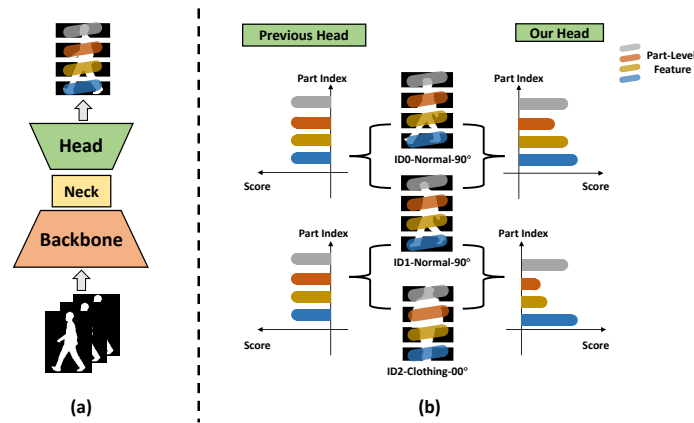 Head
Neck
Backbone
(a)
Previous Head
Our Head
Part-Level
Feature
Part Index
Part Index
ID0-Normal-90°
Score
Score
Part Index
Part Index
ID1-Normal-90°
Score
Score
ID2-Clothing-00°
(b)